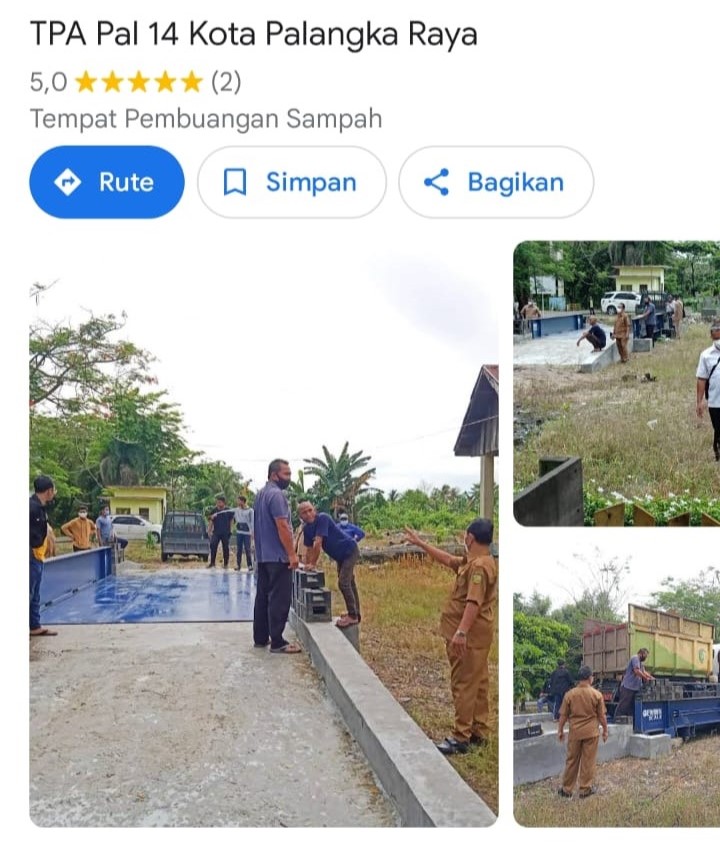 TPA Pal 14 Kota Palangka Raya
5,0 ★★★★★ (2)
Tempat Pembuangan Sampah
Rute
Simpan
Bagikan